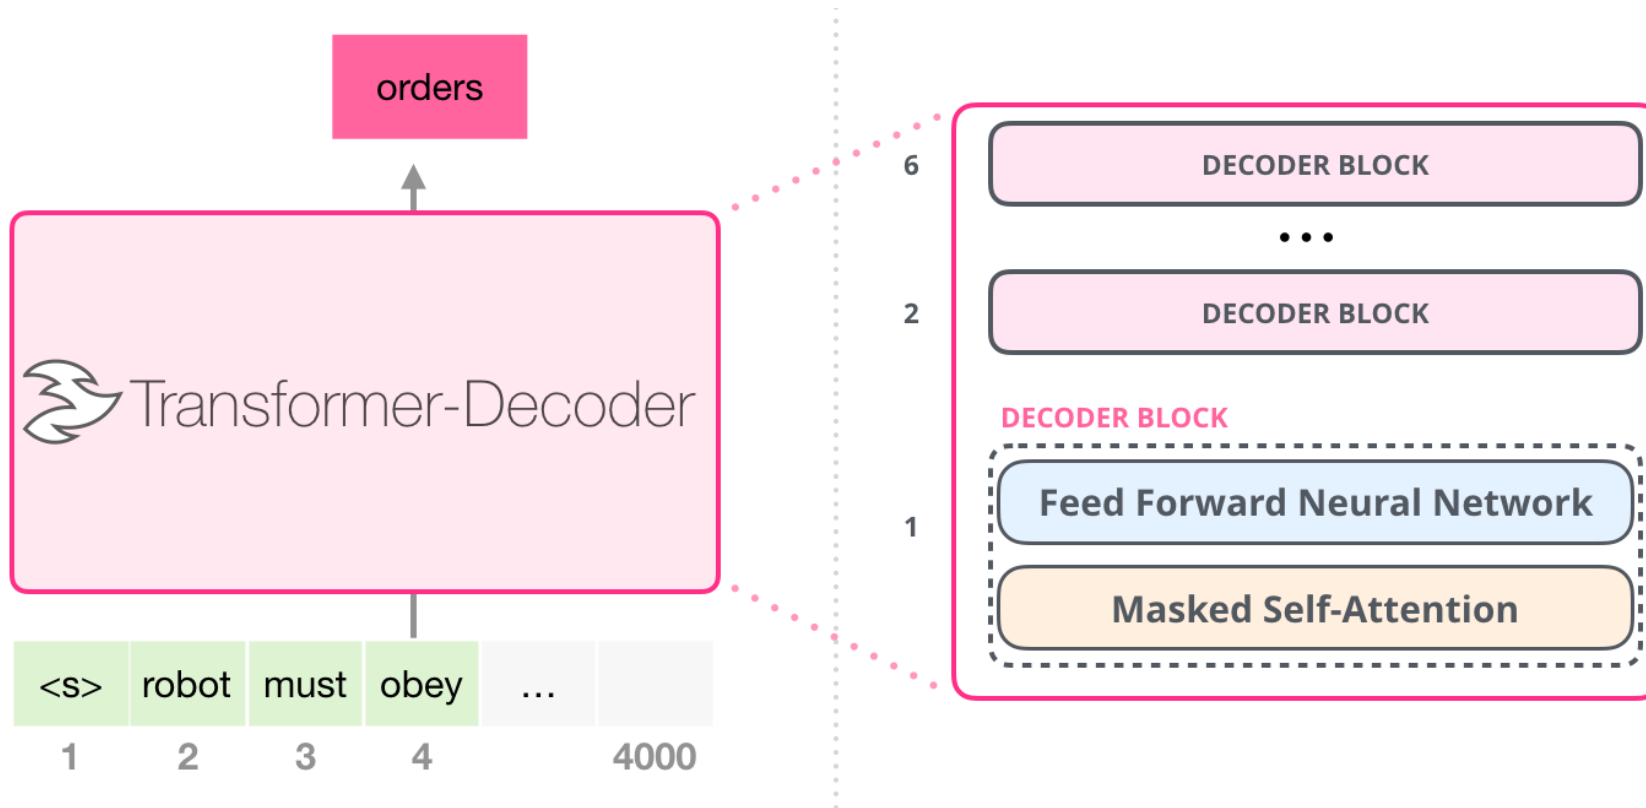 orders
Transformer-Decoder
<s> robot must obey ...
1 2 3 4 4000
6 DECODER BLOCK
...
2 DECODER BLOCK
DECODER BLOCK
Feed Forward Neural Network
1
Masked Self-Attention